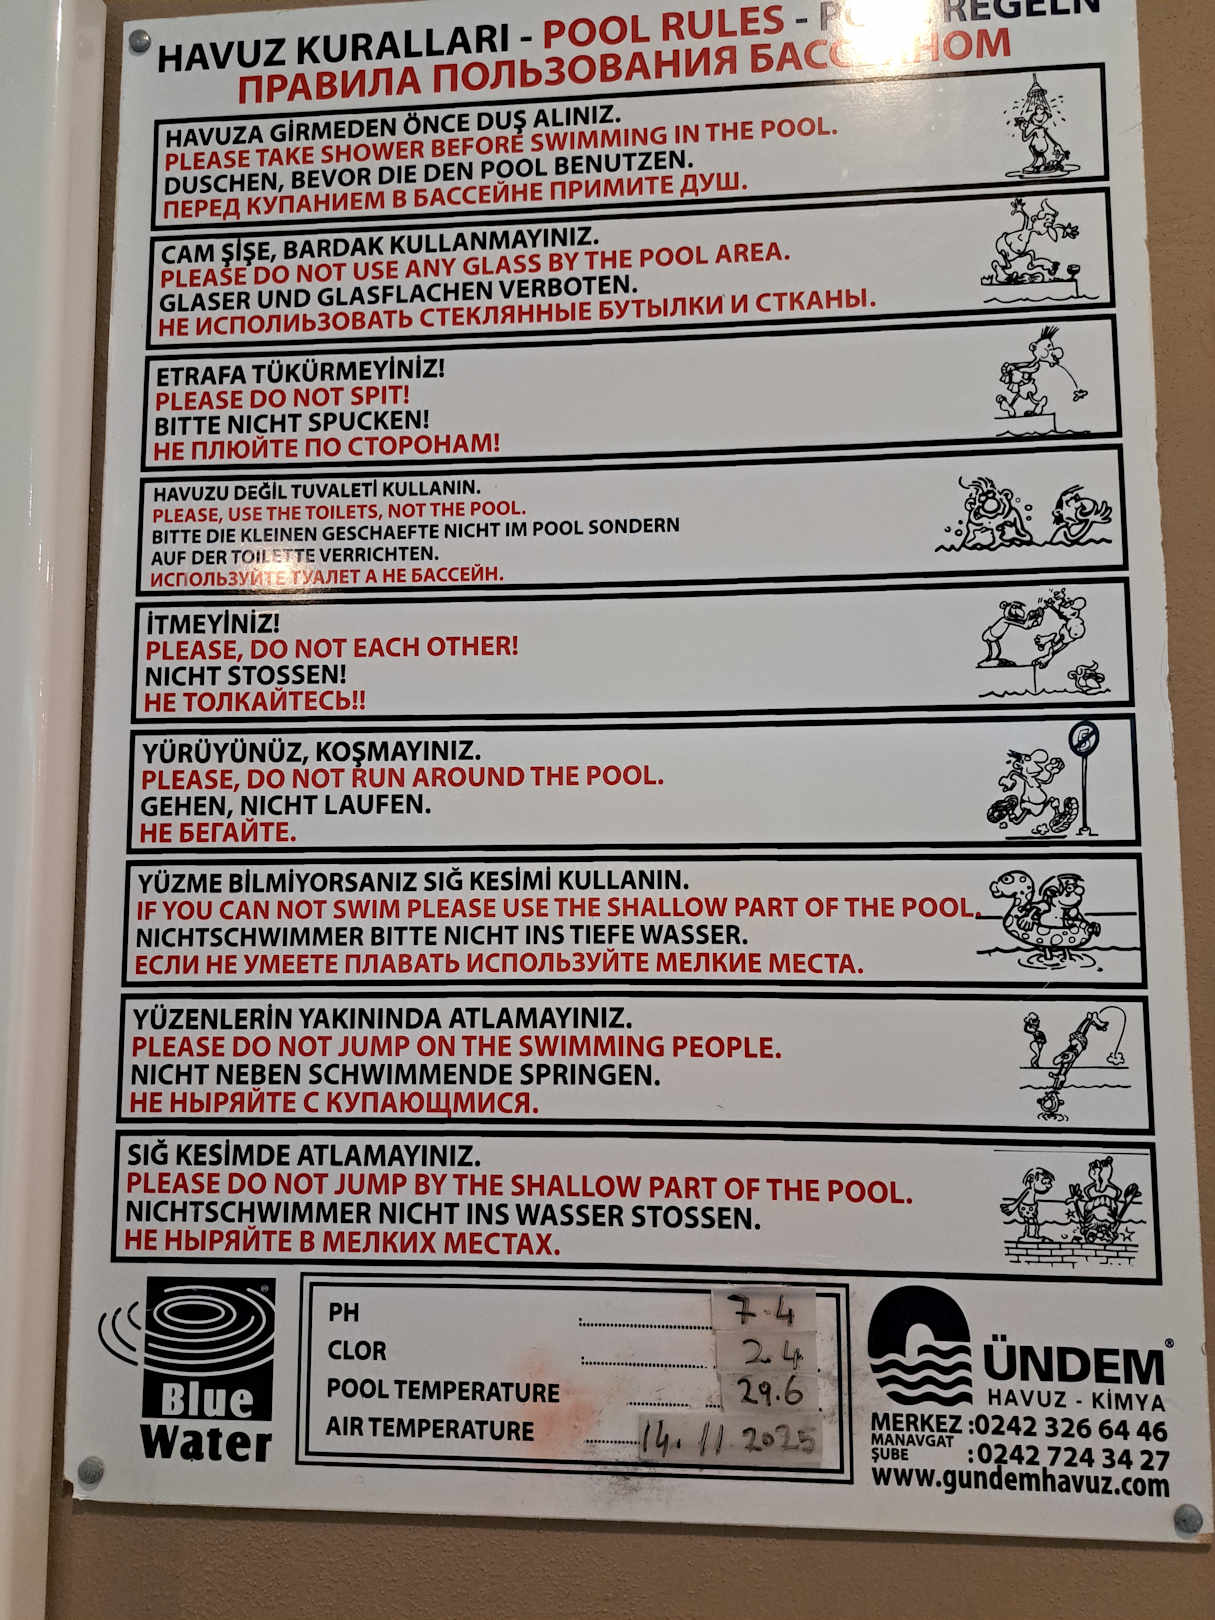 HAVUZ KURALLARI - POOL RULES - REGELN
ПРАВИЛА ПОЛЬЗОВАНИЯ
HAVUZA GİRMEDEN ÖNCE DUŞ ALINIZ.
PLEASE TAKE SHOWER BEFORE SWIMMING IN THE POOL.
DUSCHEN, BEVOR DIE DEN POOL BENUTZEN.
ПЕРЕД КУПАНИЕМ В БАССЕЙНЕ ПРИМИТЕ ДУШ.
CAM ŞİŞE, BARDAK KULLANMAYINIZ.
PLEASE DO NOT USE ANY GLASS BY THE POOL AREA.
GLASER UND GLASFLACHEN VERBOTEN.
НЕ ИСПОЛИЬЗОВАТЬ СТЕКЛЯННЫЕ БУТЫЛКИ И СТКАНЫ.
ETRAFA TÜKÜRMEYİNİZ!
PLEASE DO NOT SPIT!
BITTE NICHT SPUCKEN!
НЕ ПЛЮЙТЕ ПО СТОРОНАМ!
HAVUZU DEĞİL TUVALETİ KULLANIN.
PLEASE, USE THE TOILETS, NOT THE POOL.
BITTE DIE KLEINEN GESCHAEFTE NICHT IM POOL SONDERN
AUF DER TOILETTE VERRICHTEN.
ИСПОЛЬЗУЙТЕ ТУАЛЕТ А НЕ БАССЕЙН.
İTMEYİNİZ!
PLEASE, DO NOT EACH OTHER!
NICHT STOSSEN!
НЕ ТОЛКАЙТЕСЬ!!
YÜRÜYÜNÜZ, KOŞMAYINIZ.
PLEASE, DO NOT RUN AROUND THE POOL.
GEHEN, NICHT LAUFEN.
НЕ БЕГАЙТЕ.
YÜZME BİLMİYORSANIZ SIĞ KESİMİ KULLANIN.
IF YOU CAN NOT SWIM PLEASE USE THE SHALLOW PART OF THE POOL.
NICHTSCHWIMMER BITTE NICHT INS TIEFE WASSER.
ЕСЛИ НЕ УМЕЕТЕ ПЛАВАТЬ ИСПОЛЬЗУЙТЕ МЕЛКИЕ МЕСТА.
YÜZENLERİN YAKININDA ATLAMAYINIZ.
PLEASE DO NOT JUMP ON THE SWIMMING PEOPLE.
NICHT NEBEN SCHWIMMENDE SPRINGEN.
НЕ НЫРЯЙТЕ С КУПАЮЩМИСЯ.
SIĞ KESİMDE ATLAMAYINIZ.
PLEASE DO NOT JUMP BY THE SHALLOW PART OF THE POOL.
NICHTSCHWIMMER NICHT INS WASSER STOSSEN.
НЕ НЫРЯЙТЕ В МЕЛКИХ МЕСТАХ.
Blue
Water
PH 7.4
CLOR 2.4
POOL TEMPERATURE 29.6
AIR TEMPERATURE 14.11.2025
ÜNDEM®
HAVUZ - KİMYA
MERKEZ :0242 326 64 46
MANAVGAT
ŞUBE :0242 724 34 27
www.gundemhavuz.com